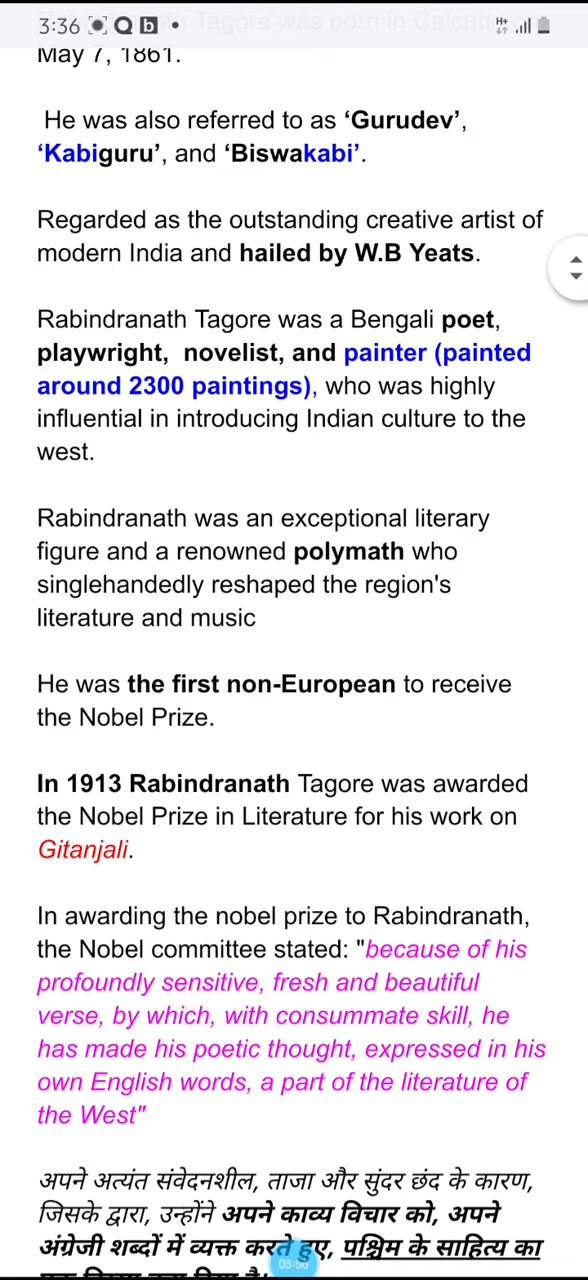 Rabindranath Tagore was born in Calcutta
3:36
May 7, 1861.
He was also referred to as ‘Gurudev’,
‘Kabiguru’, and ‘Biswakabi’.
Regarded as the outstanding creative artist of
modern India and hailed by W.B Yeats.
Rabindranath Tagore was a Bengali poet,
playwright, novelist, and painter (painted
around 2300 paintings), who was highly
influential in introducing Indian culture to the
west.
Rabindranath was an exceptional literary
figure and a renowned polymath who
singlehandedly reshaped the region's
literature and music
He was the first non-European to receive
the Nobel Prize.
In 1913 Rabindranath Tagore was awarded
the Nobel Prize in Literature for his work on
Gitanjali.
In awarding the nobel prize to Rabindranath,
the Nobel committee stated: "because of his
profoundly sensitive, fresh and beautiful
verse, by which, with consummate skill, he
has made his poetic thought, expressed in his
own English words, a part of the literature of
the West"
अपने अत्यंत संवेदनशील, ताजा और सुंदर छंद के कारण,
जिसके द्वारा, उन्होंने अपने काव्य विचार को, अपने
अंग्रेजी शब्दों में व्यक्त करते हुए, पश्चिम के साहित्य का